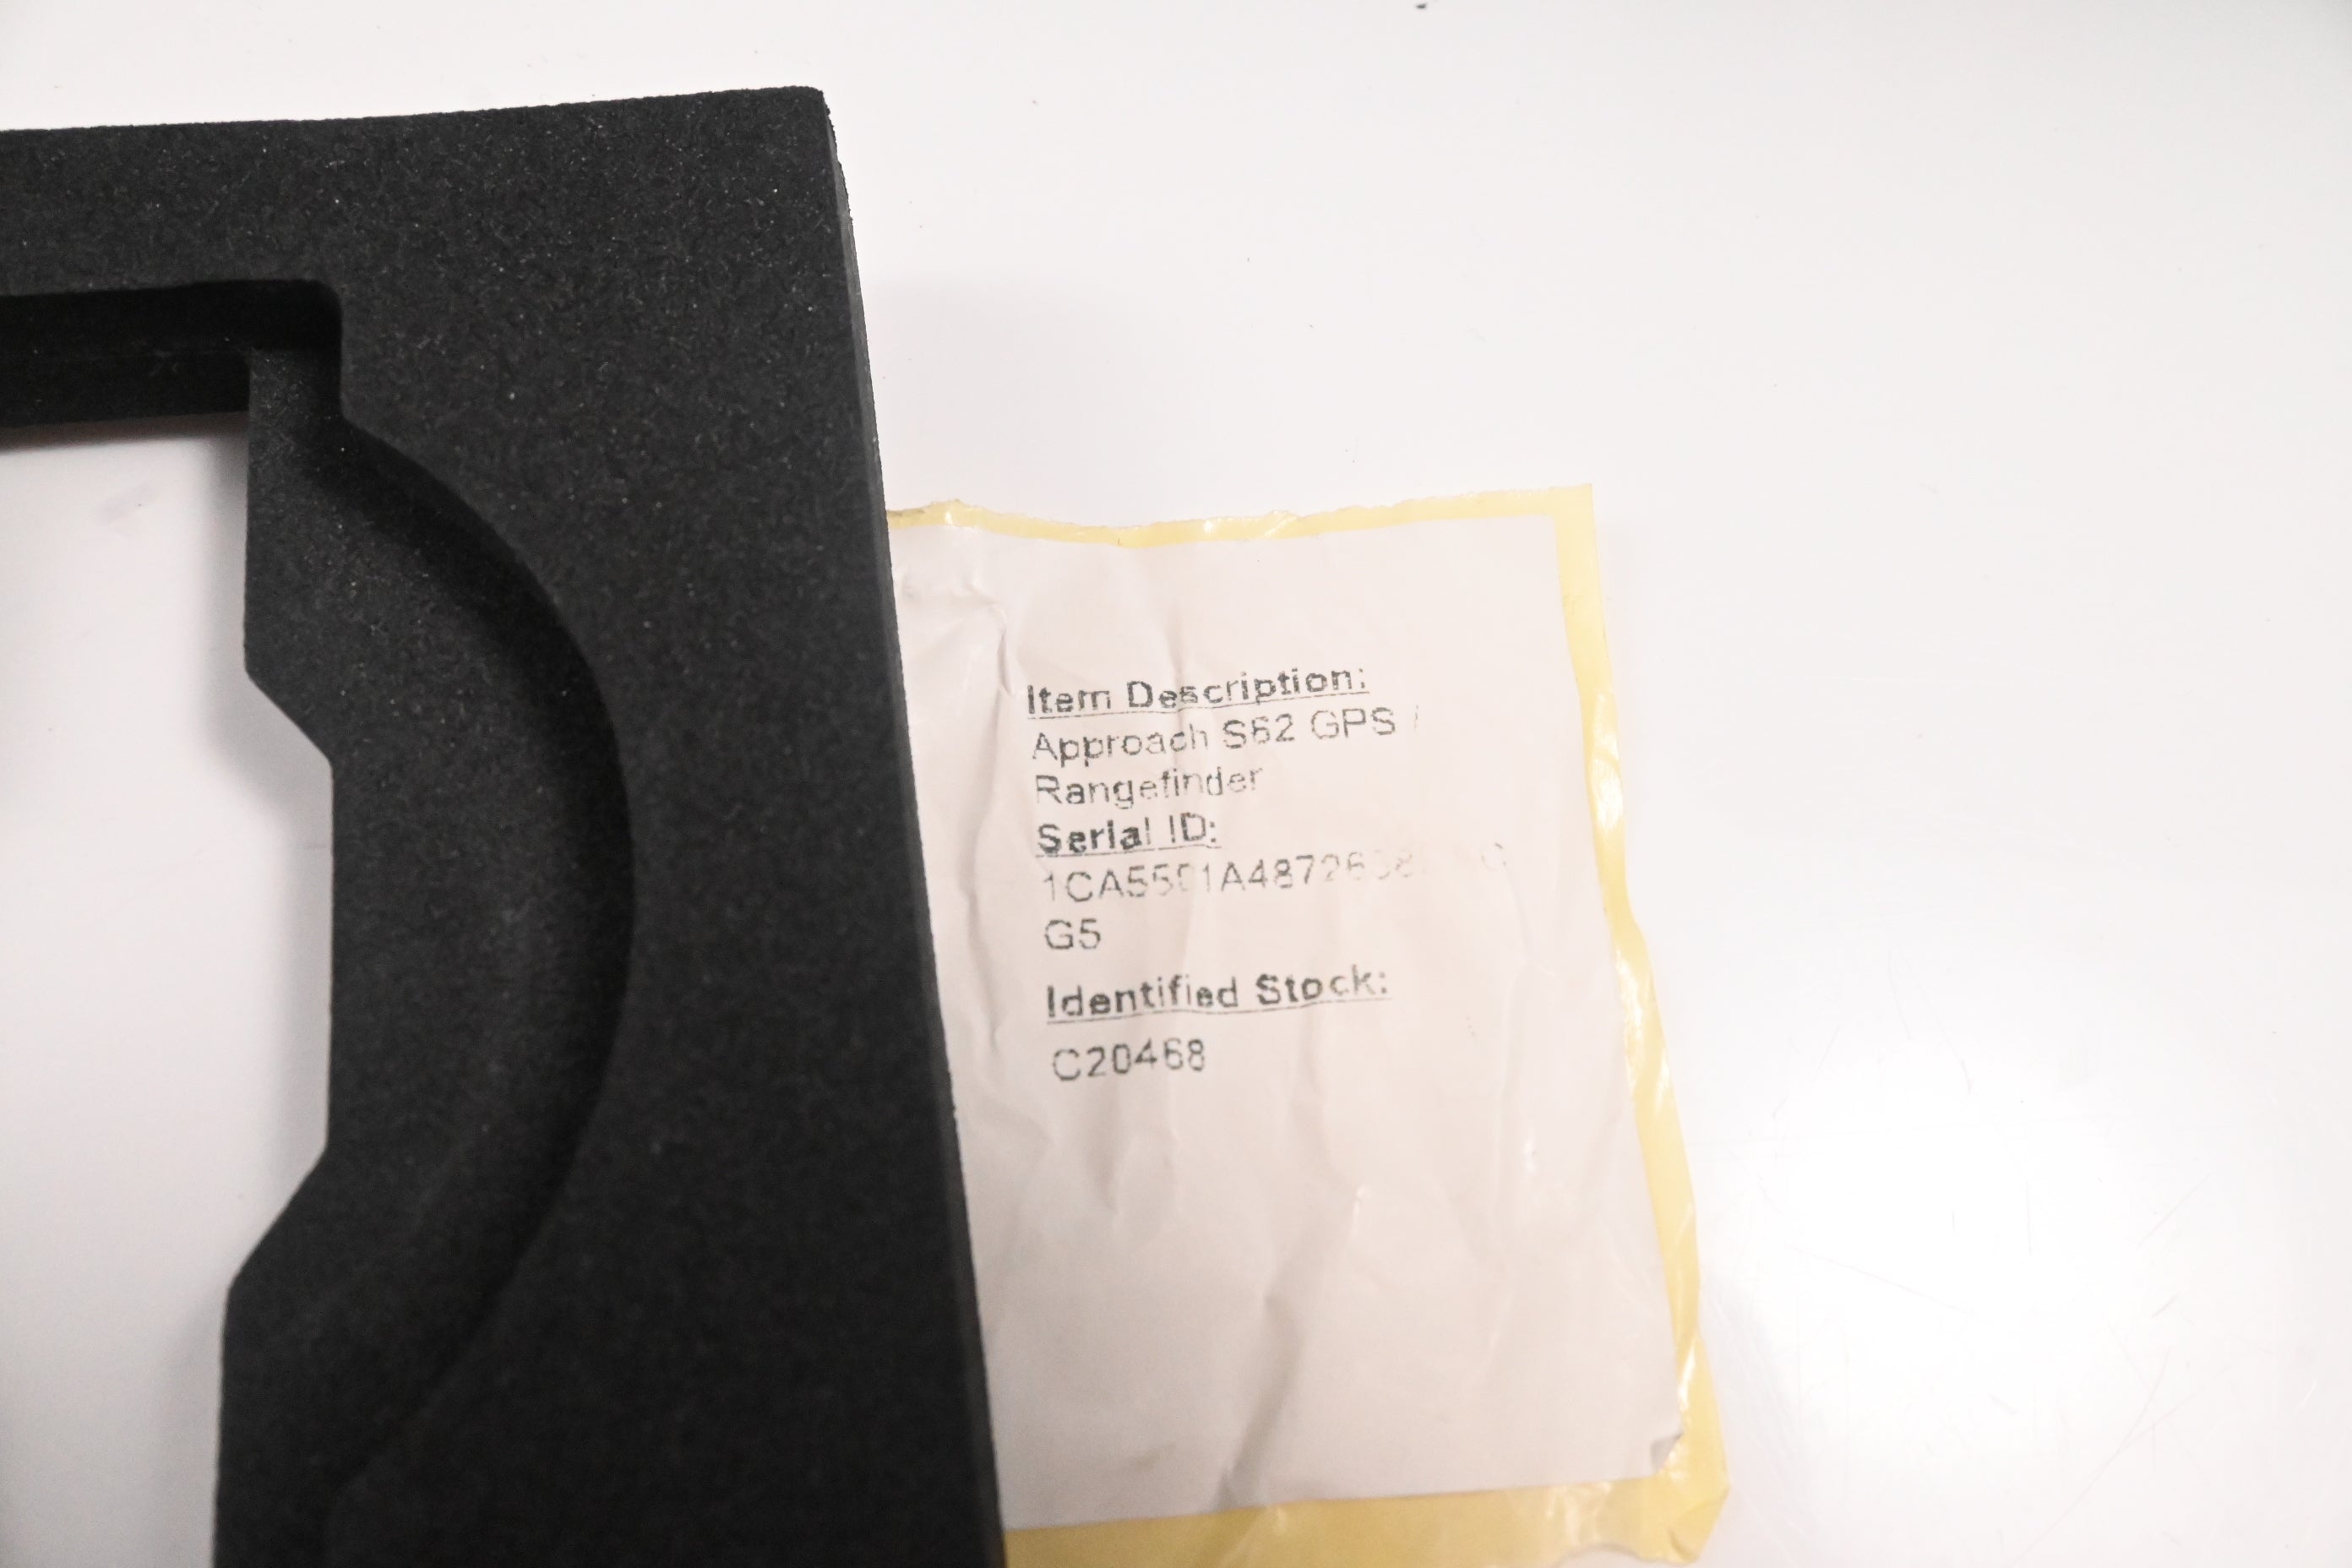 Item Description:
Approach S62 GPS /
Rangefinder
Serial ID:
G5
Identified Stock:
C20468